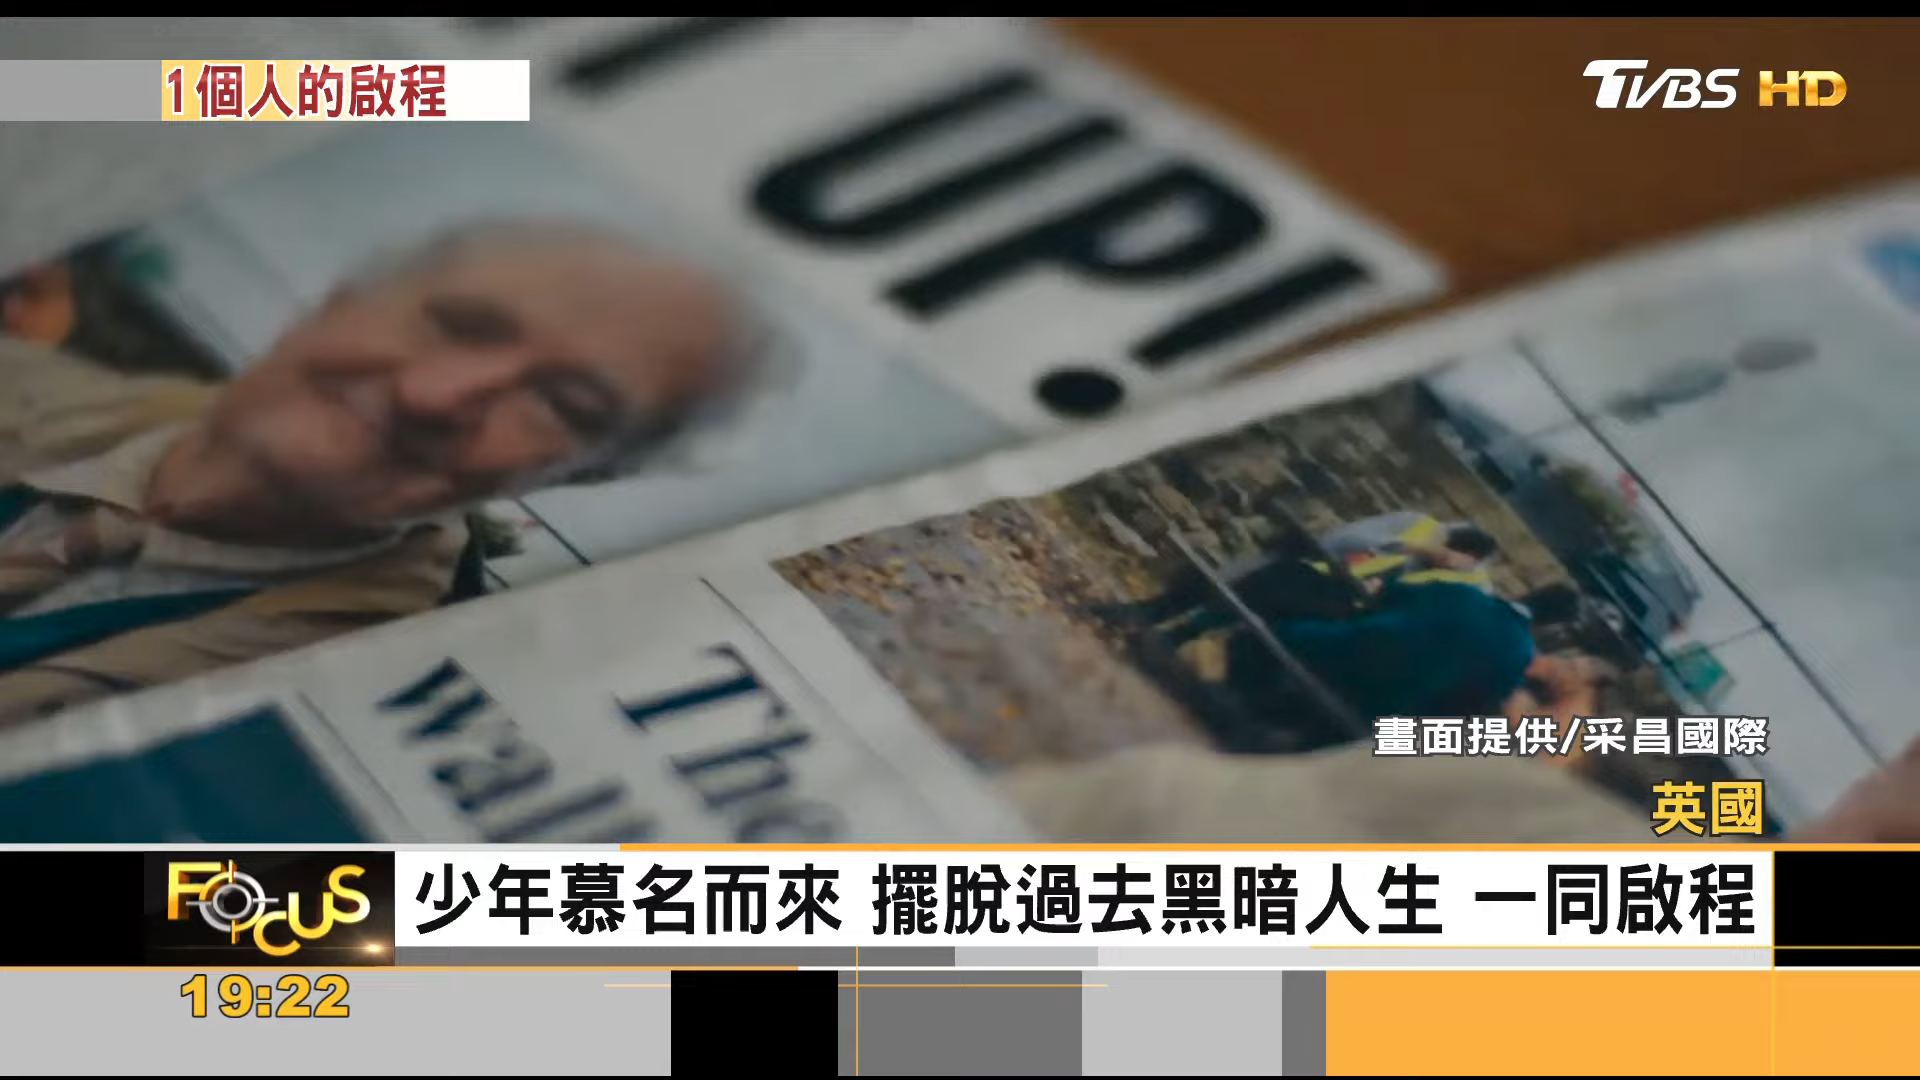 1個人的啟程
TVBS HD
UP!
The
walk
畫面提供/采昌國際
英國
FOCUS
少年慕名而來 擺脫過去黑暗人生 一同啟程
19:22